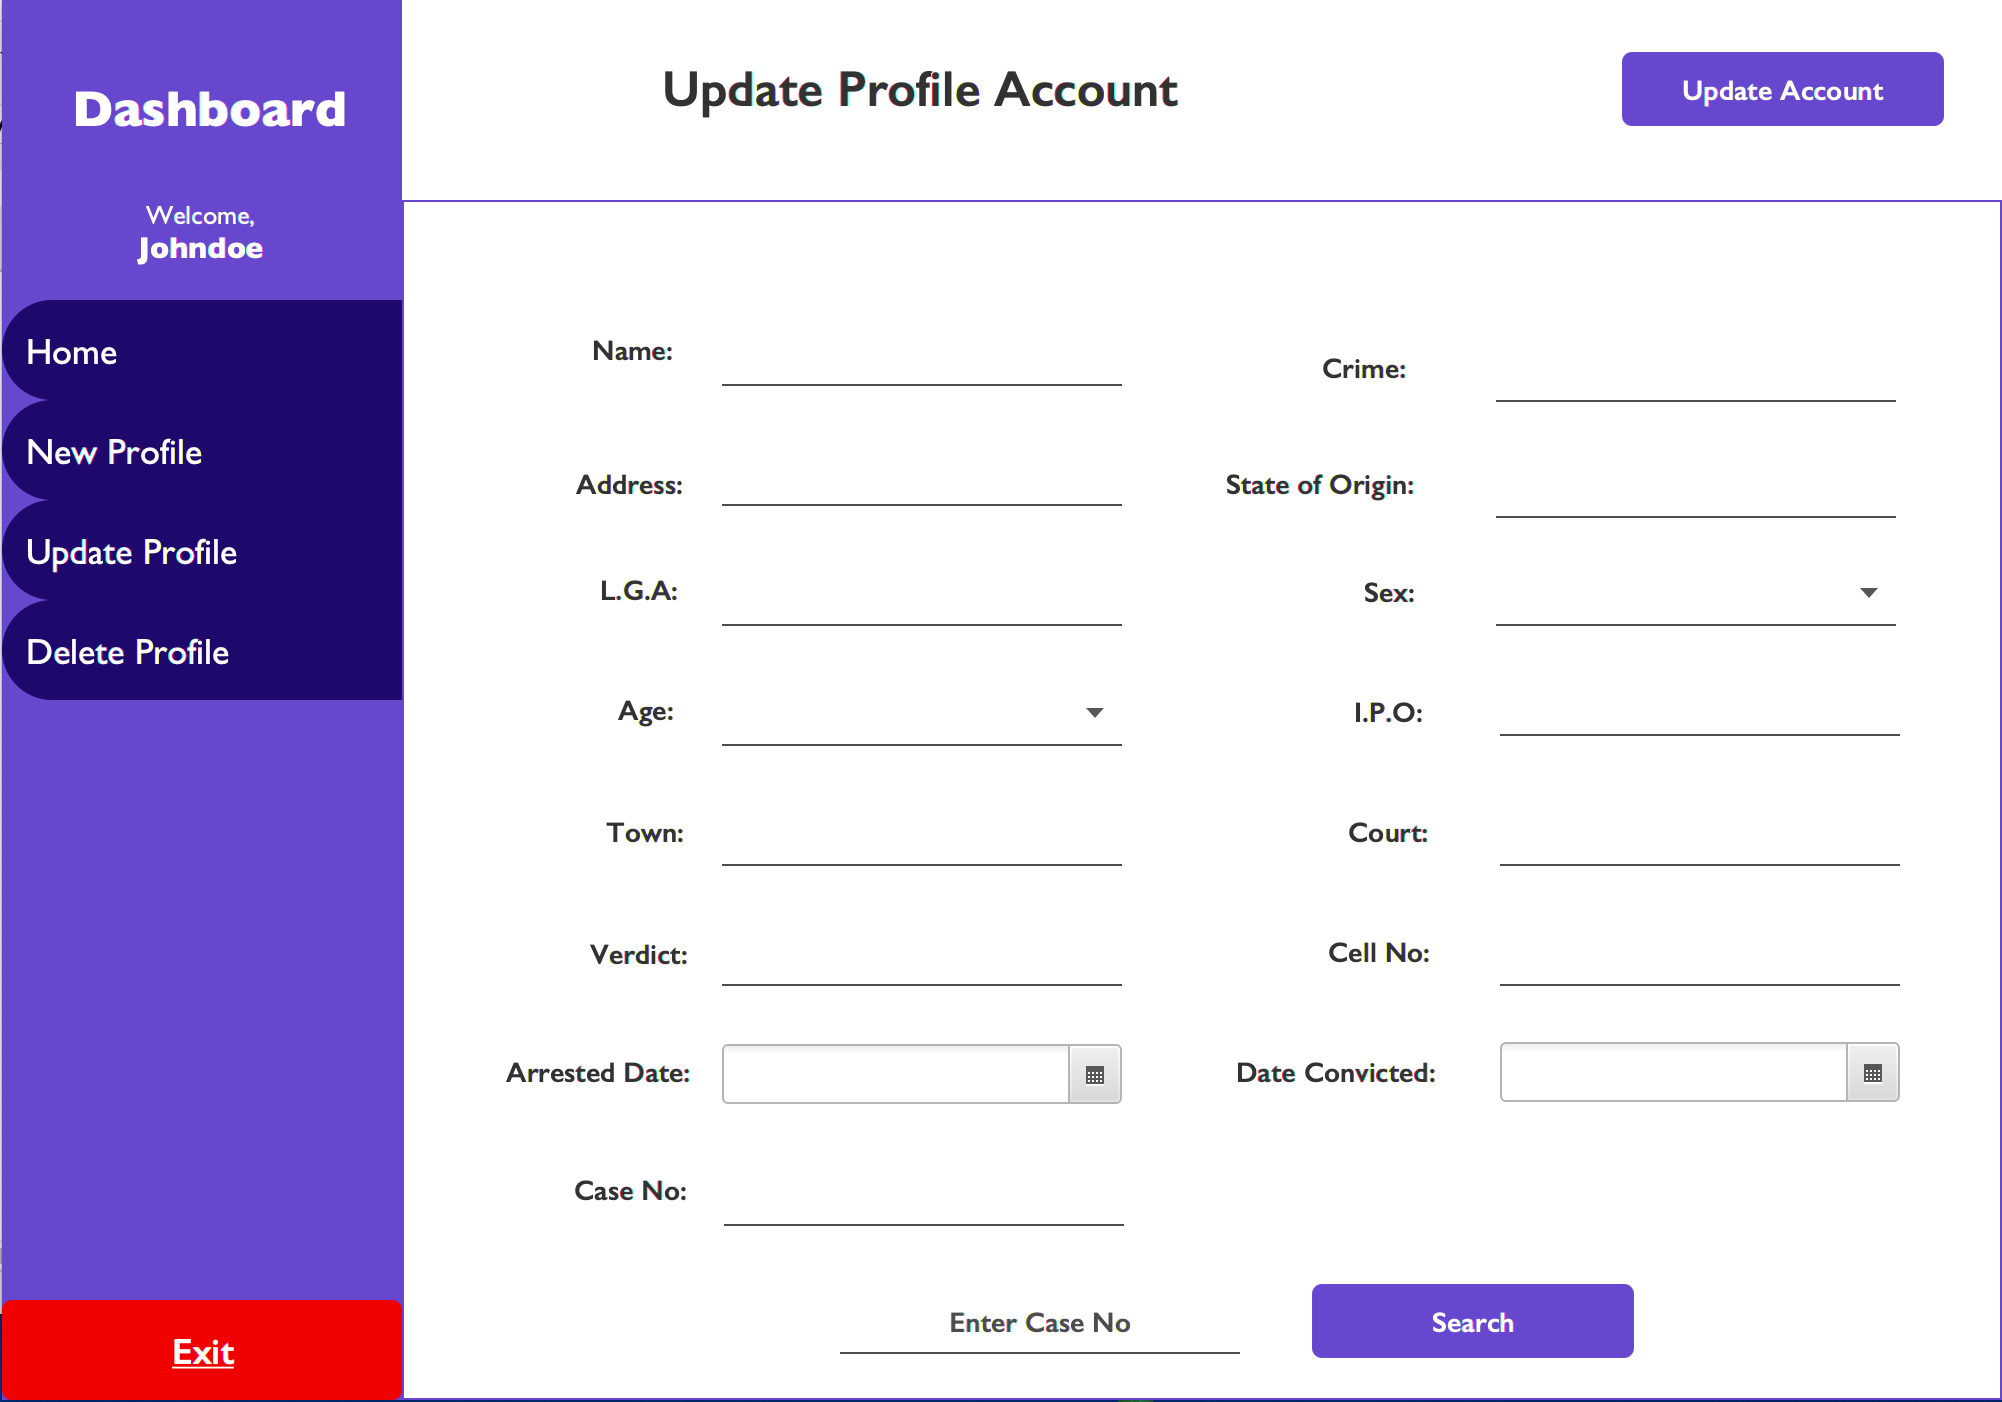 Dashboard
Welcome,
Johndoe
Home
New Profile
Update Profile
Delete Profile
Exit
Update Profile Account
Update Account
Name:
Crime:
Address:
State of Origin:
L.G.A:
Sex:
Age:
I.P.O:
Town:
Court:
Verdict:
Cell No:
Arrested Date:
Date Convicted:
Case No:
Enter Case No
Search